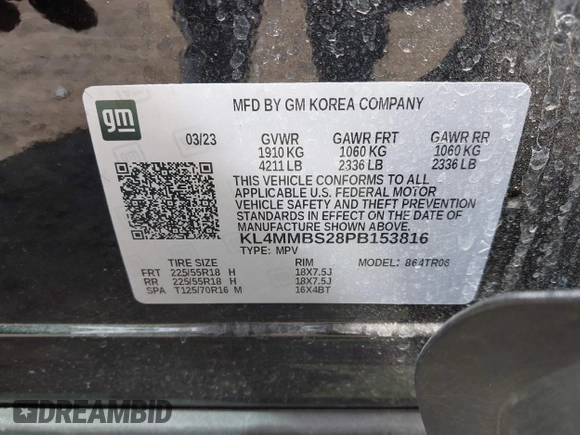 gm
MFD BY GM KOREA COMPANY
03/23 GVWR GAWR FRT GAWR RR
1910 KG 1060 KG 1060 KG
4211 LB 2336 LB 2336 LB
THIS VEHICLE CONFORMS TO ALL
APPLICABLE U.S. FEDERAL MOTOR
VEHICLE SAFETY AND THEFT PREVENTION
STANDARDS IN EFFECT ON THE DATE OF
MANUFACTURE SHOWN ABOVE.
KL4MMBS28PB153816
TYPE: MPV
TIRE SIZE RIM MODEL: 864TR06
FRT 225/55R18 H 18X7.5J
RR 225/55R18 H 18X7.5J
SPA T125/70R16 M 16X4BT
DREAMBID